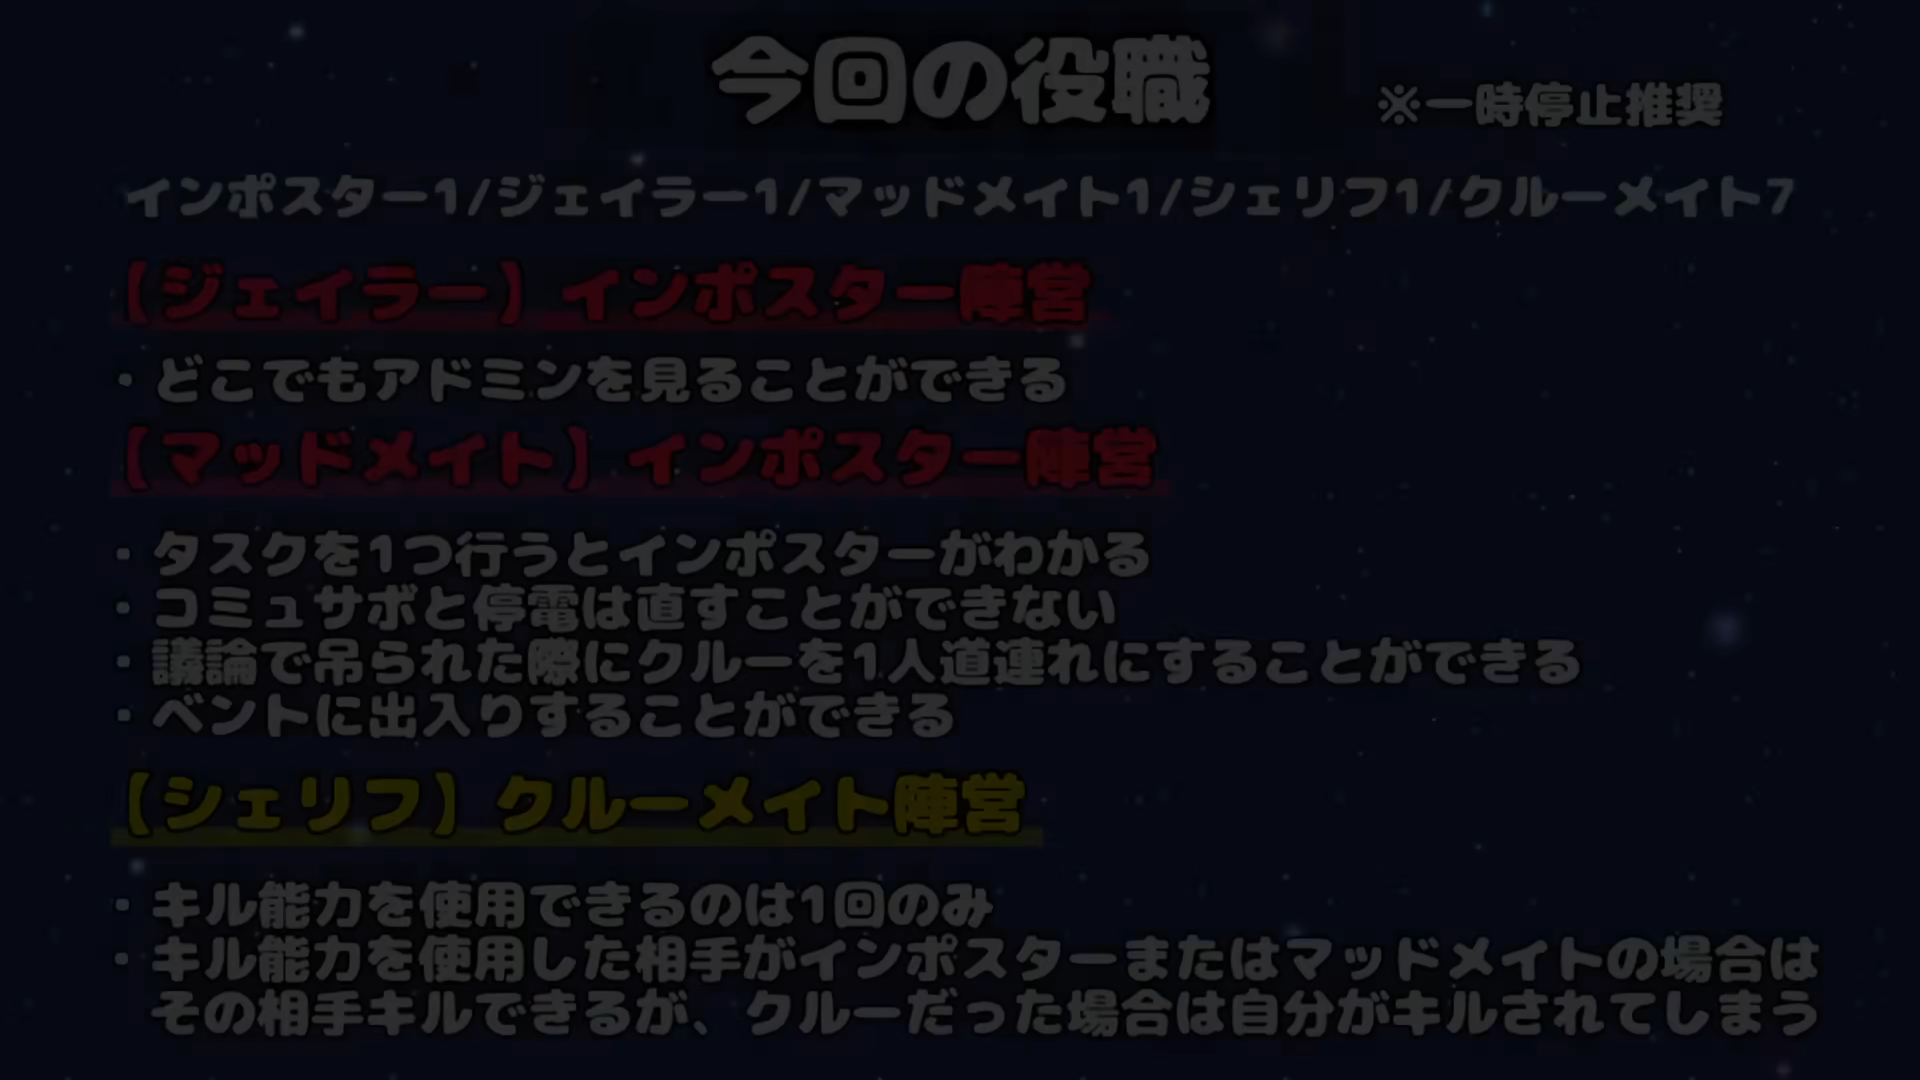 今回の役職
※一時停止推奨
インポスター1/ジェイラー1/マッドメイト1/シェリフ1/クルーメイト7
【ジェイラー】インポスター陣営
・どこでもアドミンを見ることができる
【マッドメイト】インポスター陣営
・タスクを1つ行うとインポスターがわかる
・コミュサボと停電は直すことができない
・議論で吊られた際にクルーを1人道連れにすることができる
・ベントに出入りすることができる
【シェリフ】クルーメイト陣営
・キル能力を使用できるのは1回のみ
・キル能力を使用した相手がインポスターまたはマッドメイトの場合は
その相手キルできるが、クルーだった場合は自分がキルされてしまう